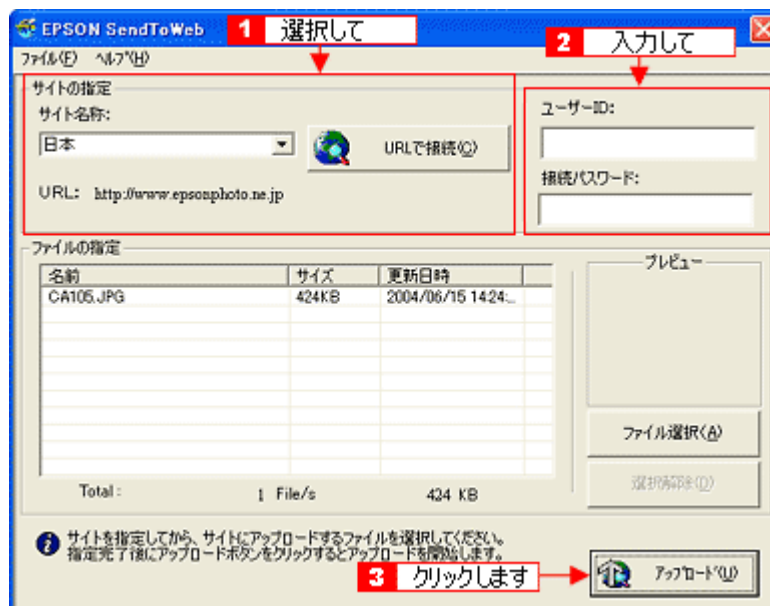 EPSON SendToWeb
1 選択して
2 入力して
ファイル(F) ヘルプ(H)
サイトの指定
サイト名称:
日本
URLで接続(C)
URL: http://www.epsonphoto.ne.jp
ユーザーID:
接続パスワード:
ファイルの指定
名前 サイズ 更新日時
CA105.JPG 424KB 2004/06/15 14:24:...
プレビュー
ファイル選択(A)
選択解除(D)
Total: 1 File/s 424 KB
サイトを指定してから、サイトにアップロードするファイルを選択してください。
指定完了後にアップロードボタンをクリックするとアップロードを開始します。
3 クリックします
アップロード(U)